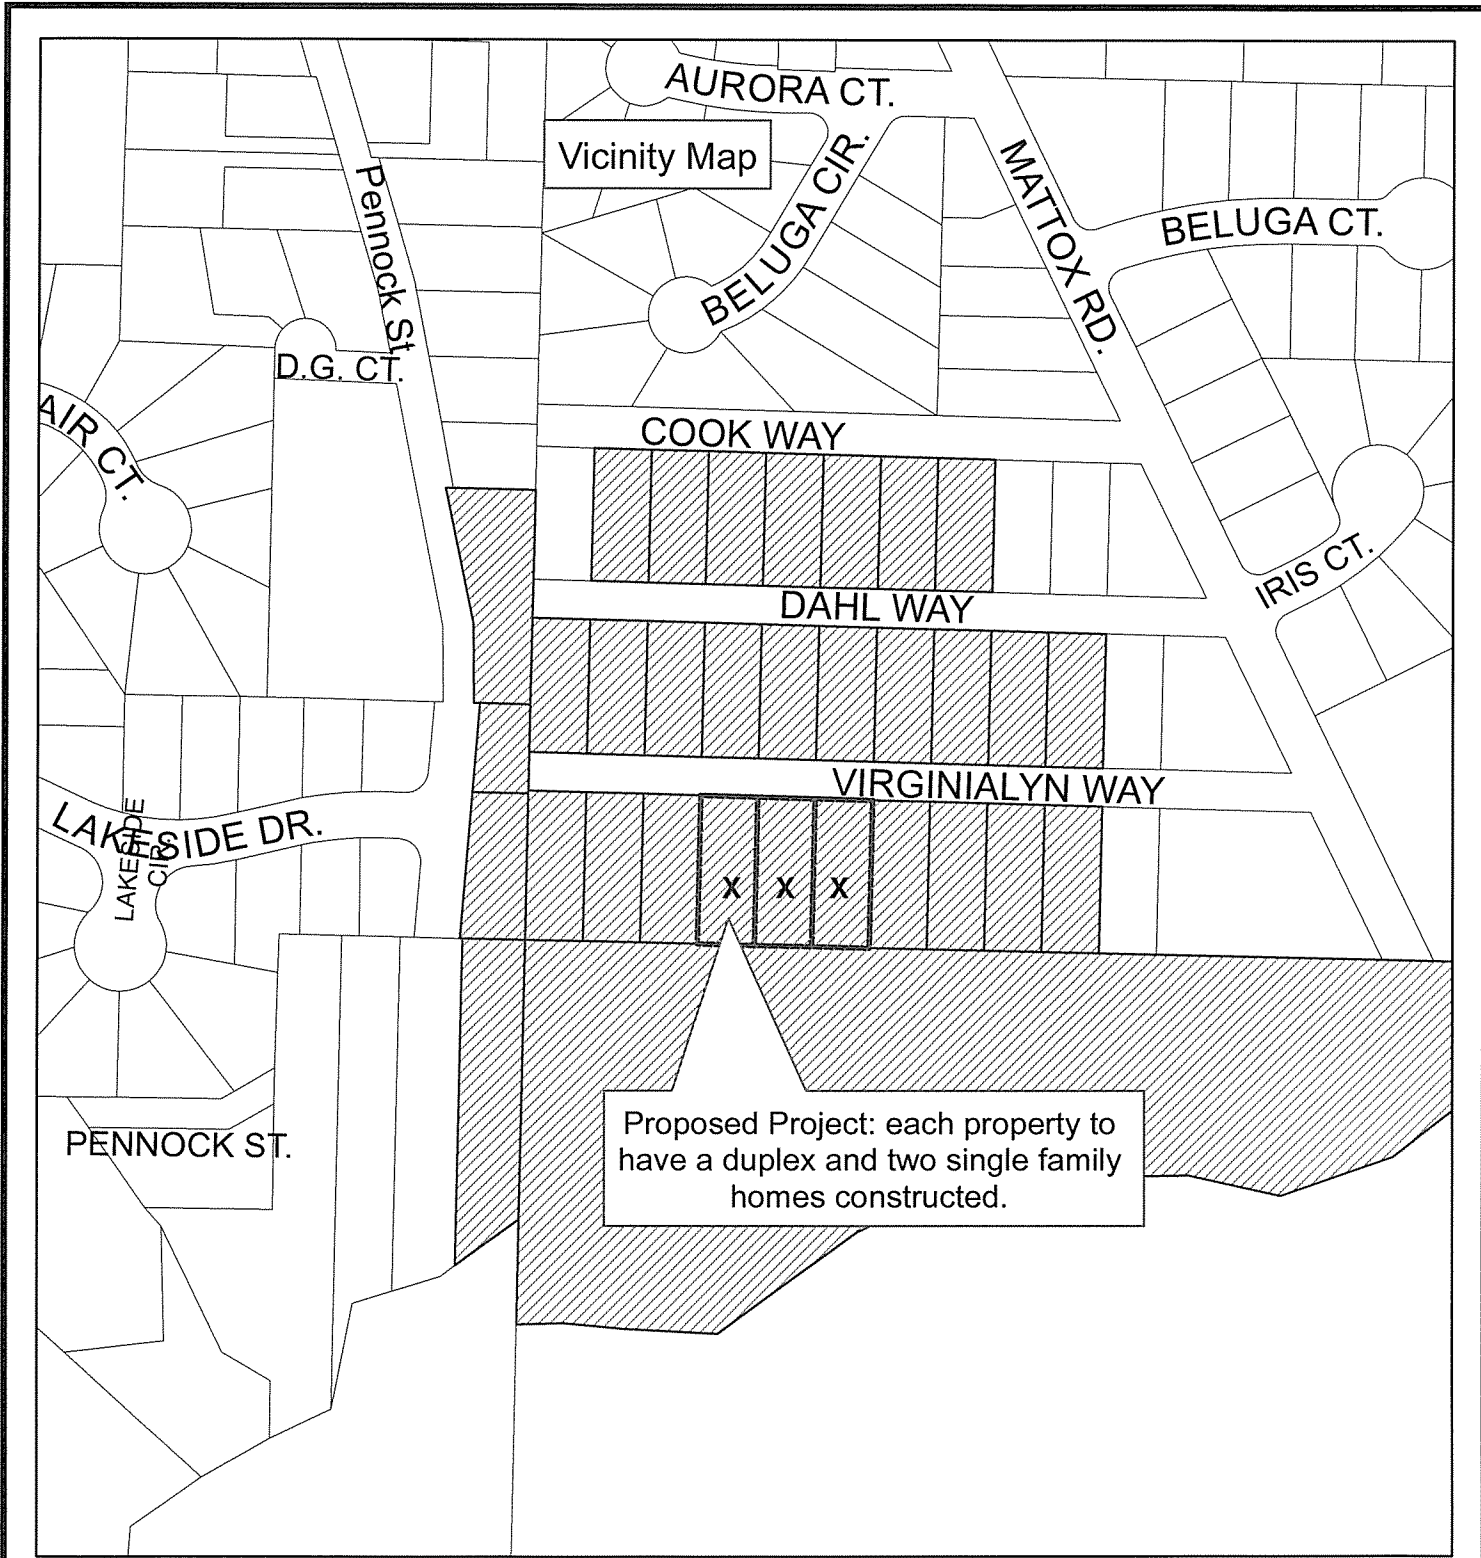 AURORA CT.
Vicinity Map
BELUGA CIR.
MATTOX RD.
BELUGA CT.
Pennock St.
D.G. CT.
AIR CT.
COOK WAY
IRIS CT.
DAHL WAY
VIRGINIALYN WAY
LAKESIDE DR.
LAKESIDE
CIR.
X X X
Proposed Project: each property to
have a duplex and two single family
homes constructed.
PENNOCK ST.